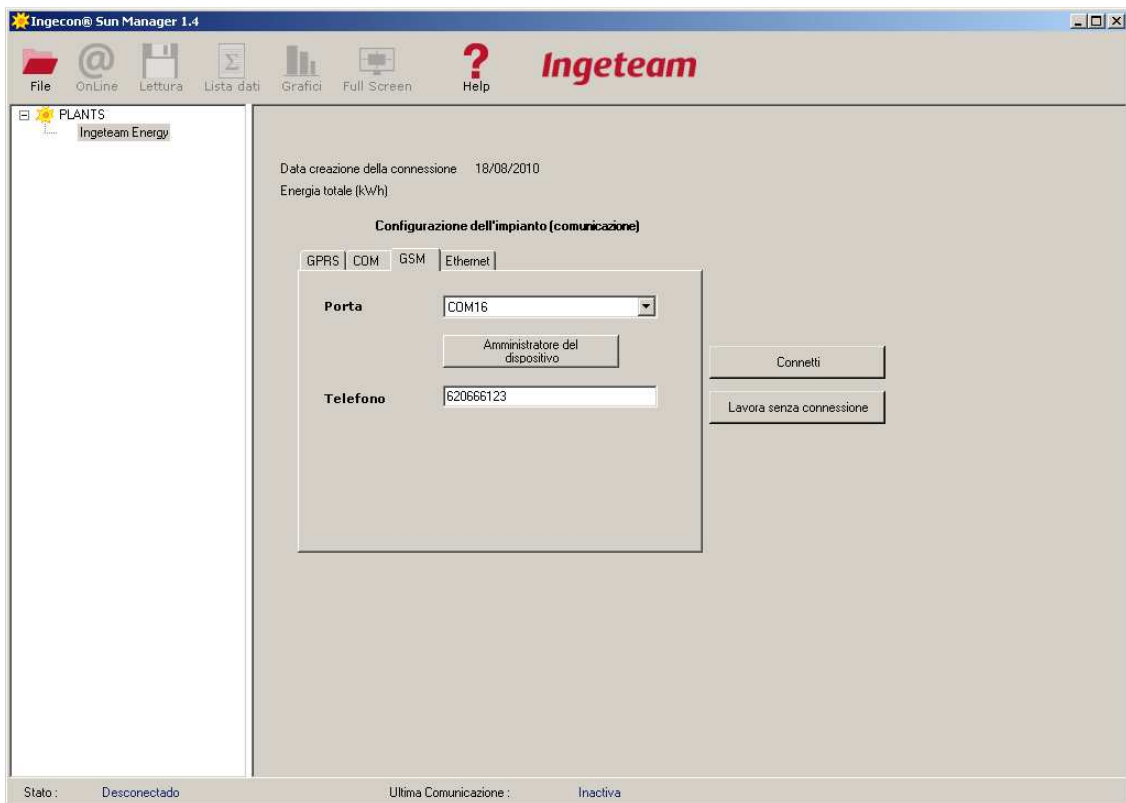 Ingecon® Sun Manager 1.4
File OnLine Lettura Lista dati Grafici Full Screen Help Ingeteam
PLANTS
Ingeteam Energy
Data creazione della connessione 18/08/2010
Energia totale (kWh)
Configurazione dell'impianto (comunicazione)
GPRS COM GSM Ethernet
Porta COM16
Amministratore del
dispositivo
Connetti
Telefono 620666123
Lavora senza connessione
Stato : Desconectado Ultima Comunicazione : Inactiva